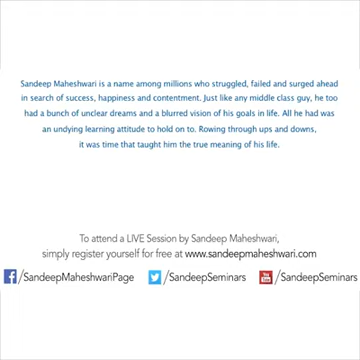 Sandeep Maheshwari is a name among millions who struggled, failed and surged ahead
in search of success, happiness and contentment. Just like any middle class guy, he too
had a bunch of unclear dreams and a blurred vision of his goals in life. All he had was
an undying learning attitude to hold on to. Rowing through ups and downs,
it was time that taught him the true meaning of his life.
To attend a LIVE Session by Sandeep Maheshwari,
simply register yourself for free at www.sandeepmaheshwari.com
f/SandeepMaheshwariPage /SandeepSeminars You Tube/SandeepSeminars